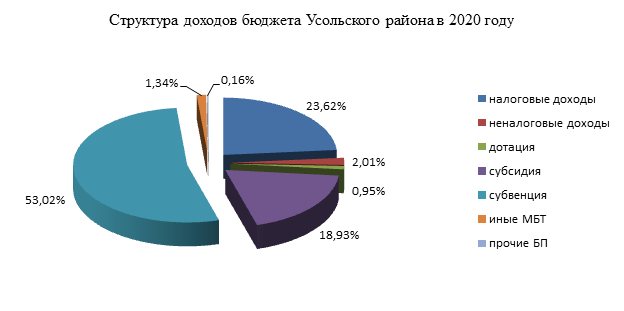 Структура доходов бюджета Усольского района в 2020 году
1,34%
0,16%
23,62%
2,01%
0,95%
18,93%
53,02%
налоговые доходы
неналоговые доходы
дотация
субсидия
субвенция
иные МБТ
прочие БП